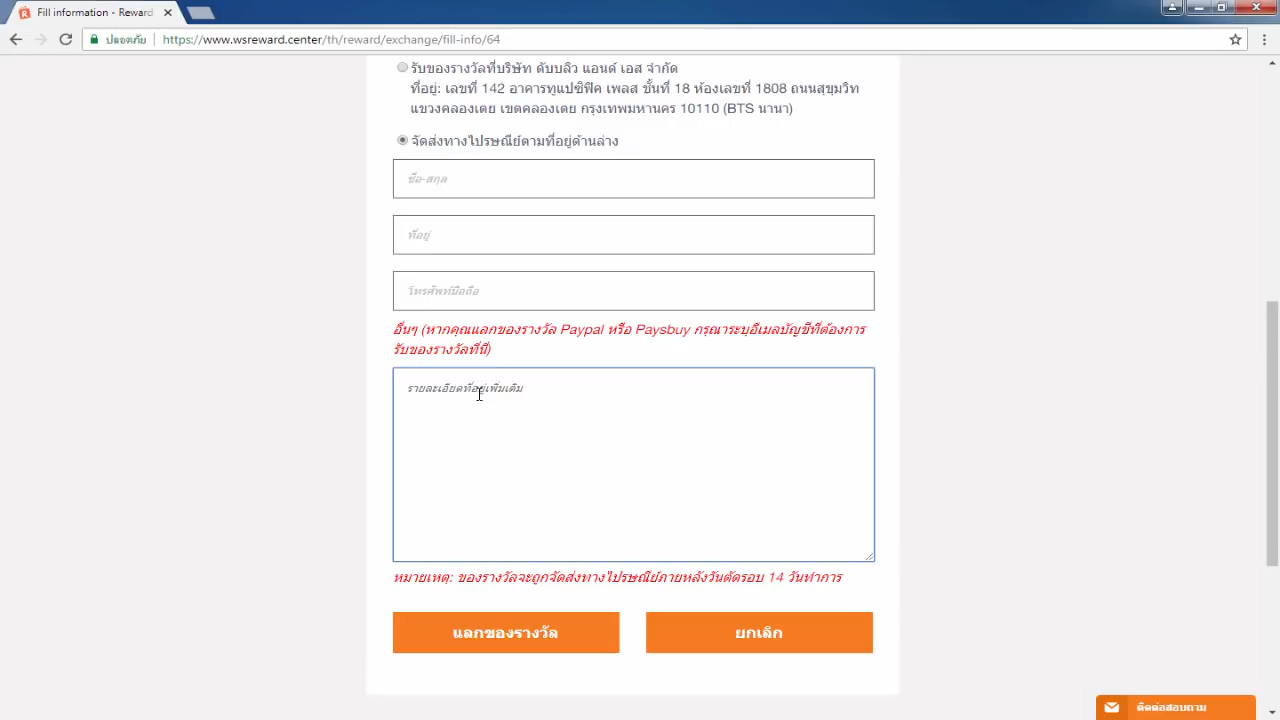 Fill information - Reward
ปลอดภัย
https://www.wsreward.center/th/reward/exchange/fill-info/64
รับของรางวัลที่บริษัท ดับบลิว แอนด์ เอส จำกัด
ที่อยู่: เลขที่ 142 อาคารทูแปซิฟิค เพลส ชั้นที่ 18 ห้องเลขที่ 1808 ถนนสุขุมวิท
แขวงคลองเตย เขตคลองเตย กรุงเทพมหานคร 10110 (BTS นานา)
จัดส่งทางไปรษณีย์ตามที่อยู่ด้านล่าง
ชื่อ-สกุล
ที่อยู่
โทรศัพท์มือถือ
อื่นๆ (หากคุณแลกของรางวัล Paypal หรือ Paysbuy กรุณาระบุอีเมลบัญชีที่ต้องการ
รับของรางวัลที่นี่)
รายละเอียดที่อยู่เพิ่มเติม
หมายเหตุ: ของรางวัลจะถูกจัดส่งทางไปรษณีย์ภายหลังวันตัดรอบ 14 วันทำการ
แลกของรางวัล
ยกเลิก
ติดต่อสอบถาม